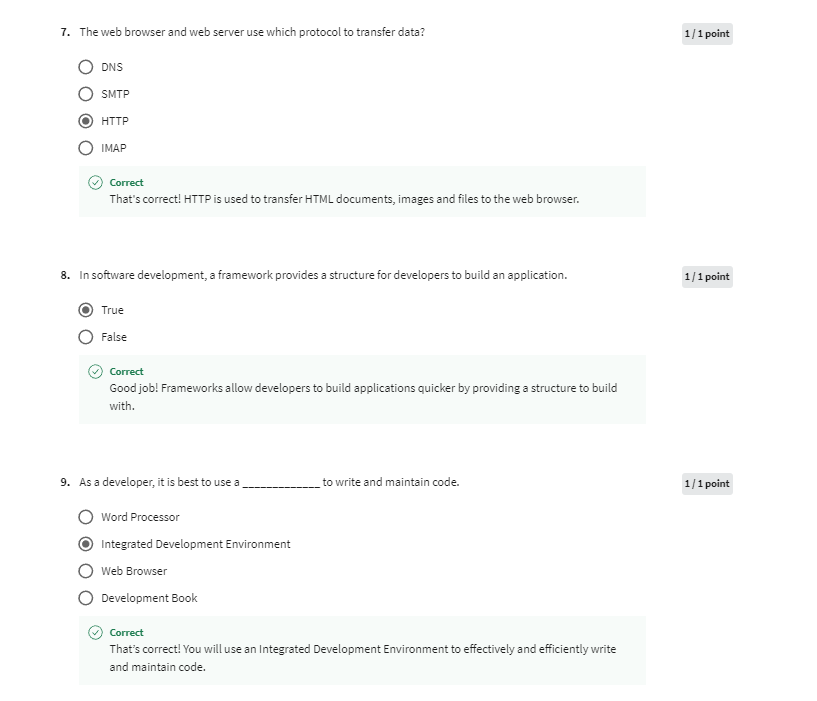 7. The web browser and web server use which protocol to transfer data?
1 / 1 point
DNS
SMTP
HTTP
IMAP
Correct
That's correct! HTTP is used to transfer HTML documents, images and files to the web browser.
8. In software development, a framework provides a structure for developers to build an application.
1 / 1 point
True
False
Correct
Good job! Frameworks allow developers to build applications quicker by providing a structure to build
with.
9. As a developer, it is best to use a _____________ to write and maintain code.
1 / 1 point
Word Processor
Integrated Development Environment
Web Browser
Development Book
Correct
That's correct! You will use an Integrated Development Environment to effectively and efficiently write
and maintain code.